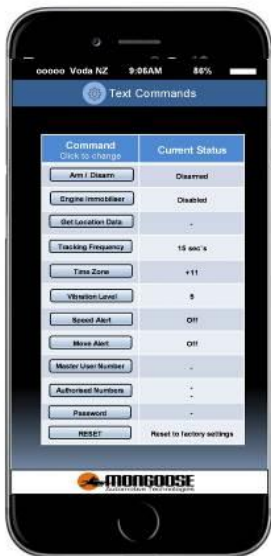 ooooo Voda NZ 9:06AM 86%
Text Commands
Command Current Status
Click to change
Arm / Disarm Disarmed
Engine Immobiliser Disabled
Get Location Data -
Tracking Frequency 15 sec's
Time Zone +11
Vibration Level 5
Speed Alert Off
Move Alert Off
Master User Number -
Authorised Numbers - -
Password -
RESET Reset to factory settings
MONGOOSE
Automotive Technologies